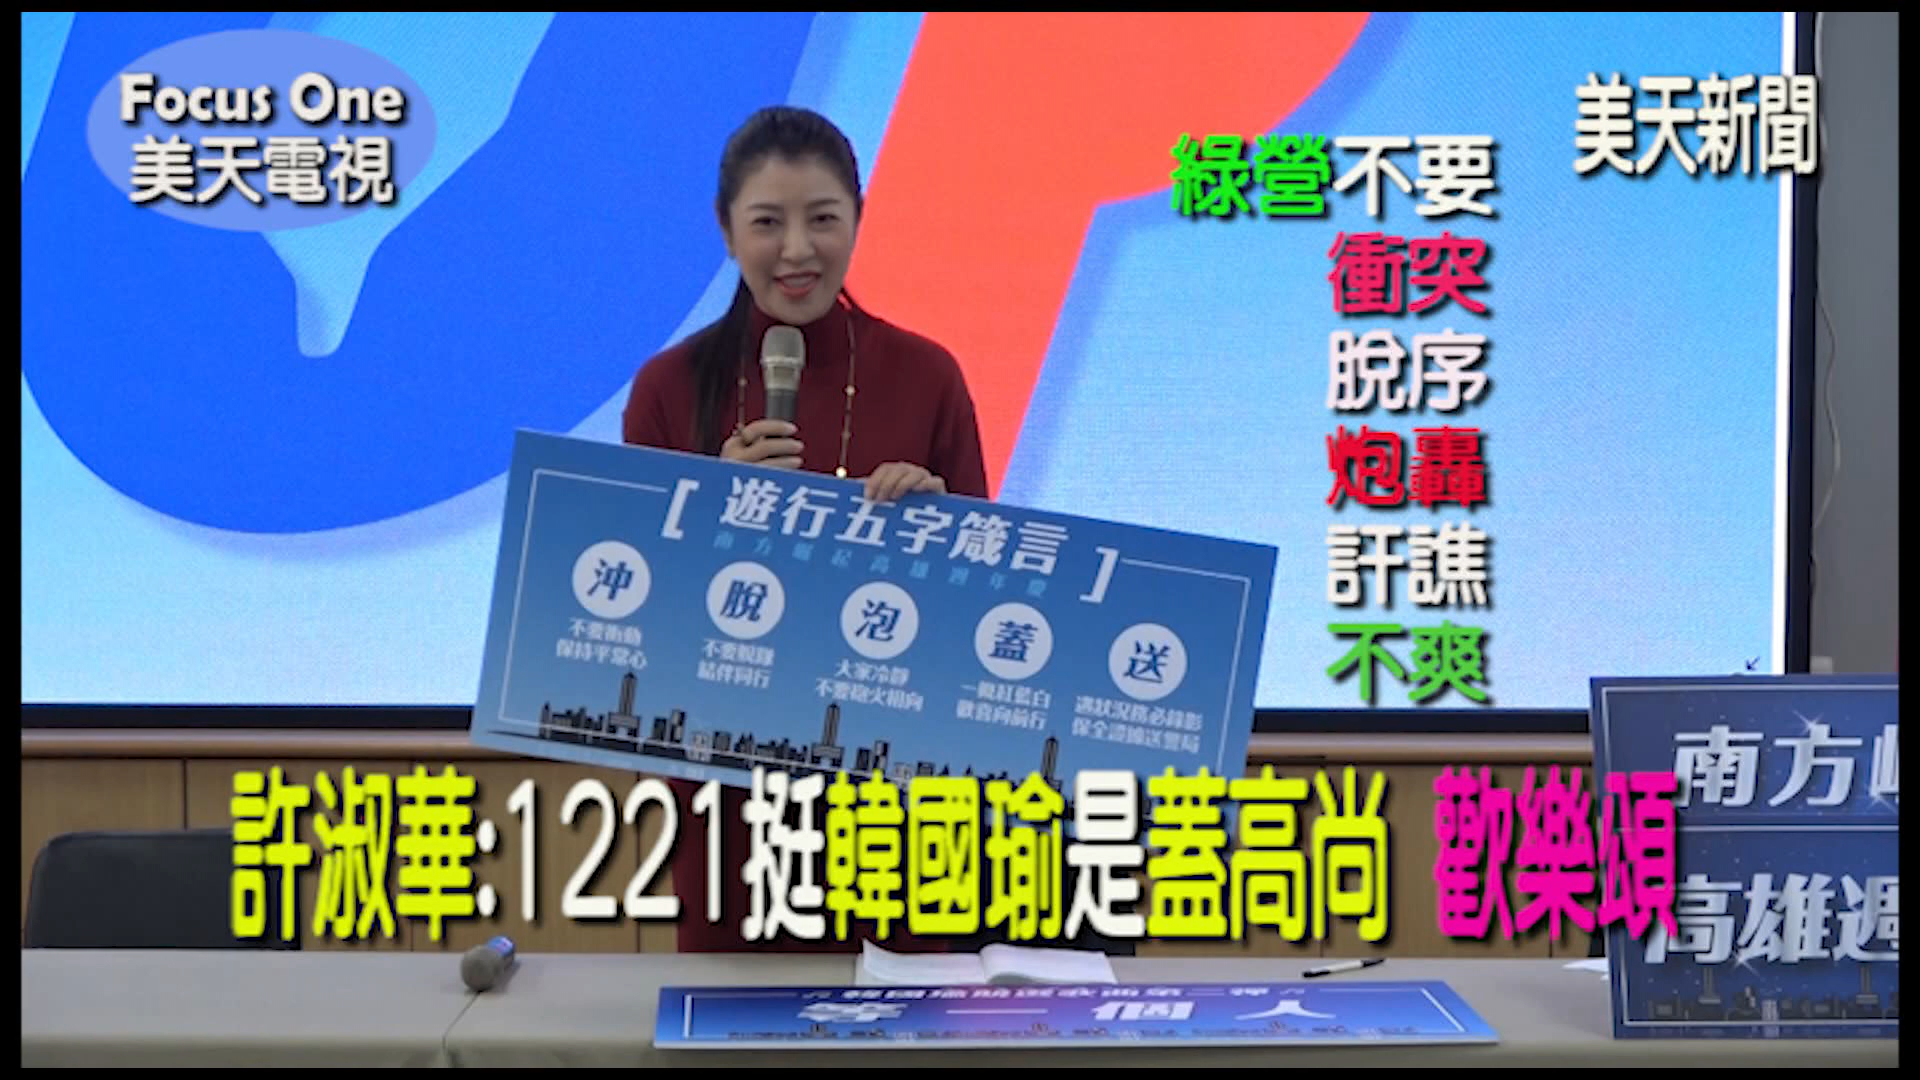 Focus One
美天電視
美天新聞
綠營不要
衝突
脫序
炮轟
訐譙
不爽
[ 遊行五字箴言 ]
南方崛起高雄週年慶
沖
不要衝動
保持平常心
脫
不要脫隊
結伴同行
泡
大家冷靜
不要砲火相向
蓋
一概紅藍白
歡喜向前行
送
遇狀況務必錄影
保全證據送警局
許淑華:1221挺韓國瑜是蓋高尚 歡樂頌
南方
高雄週
等一個人